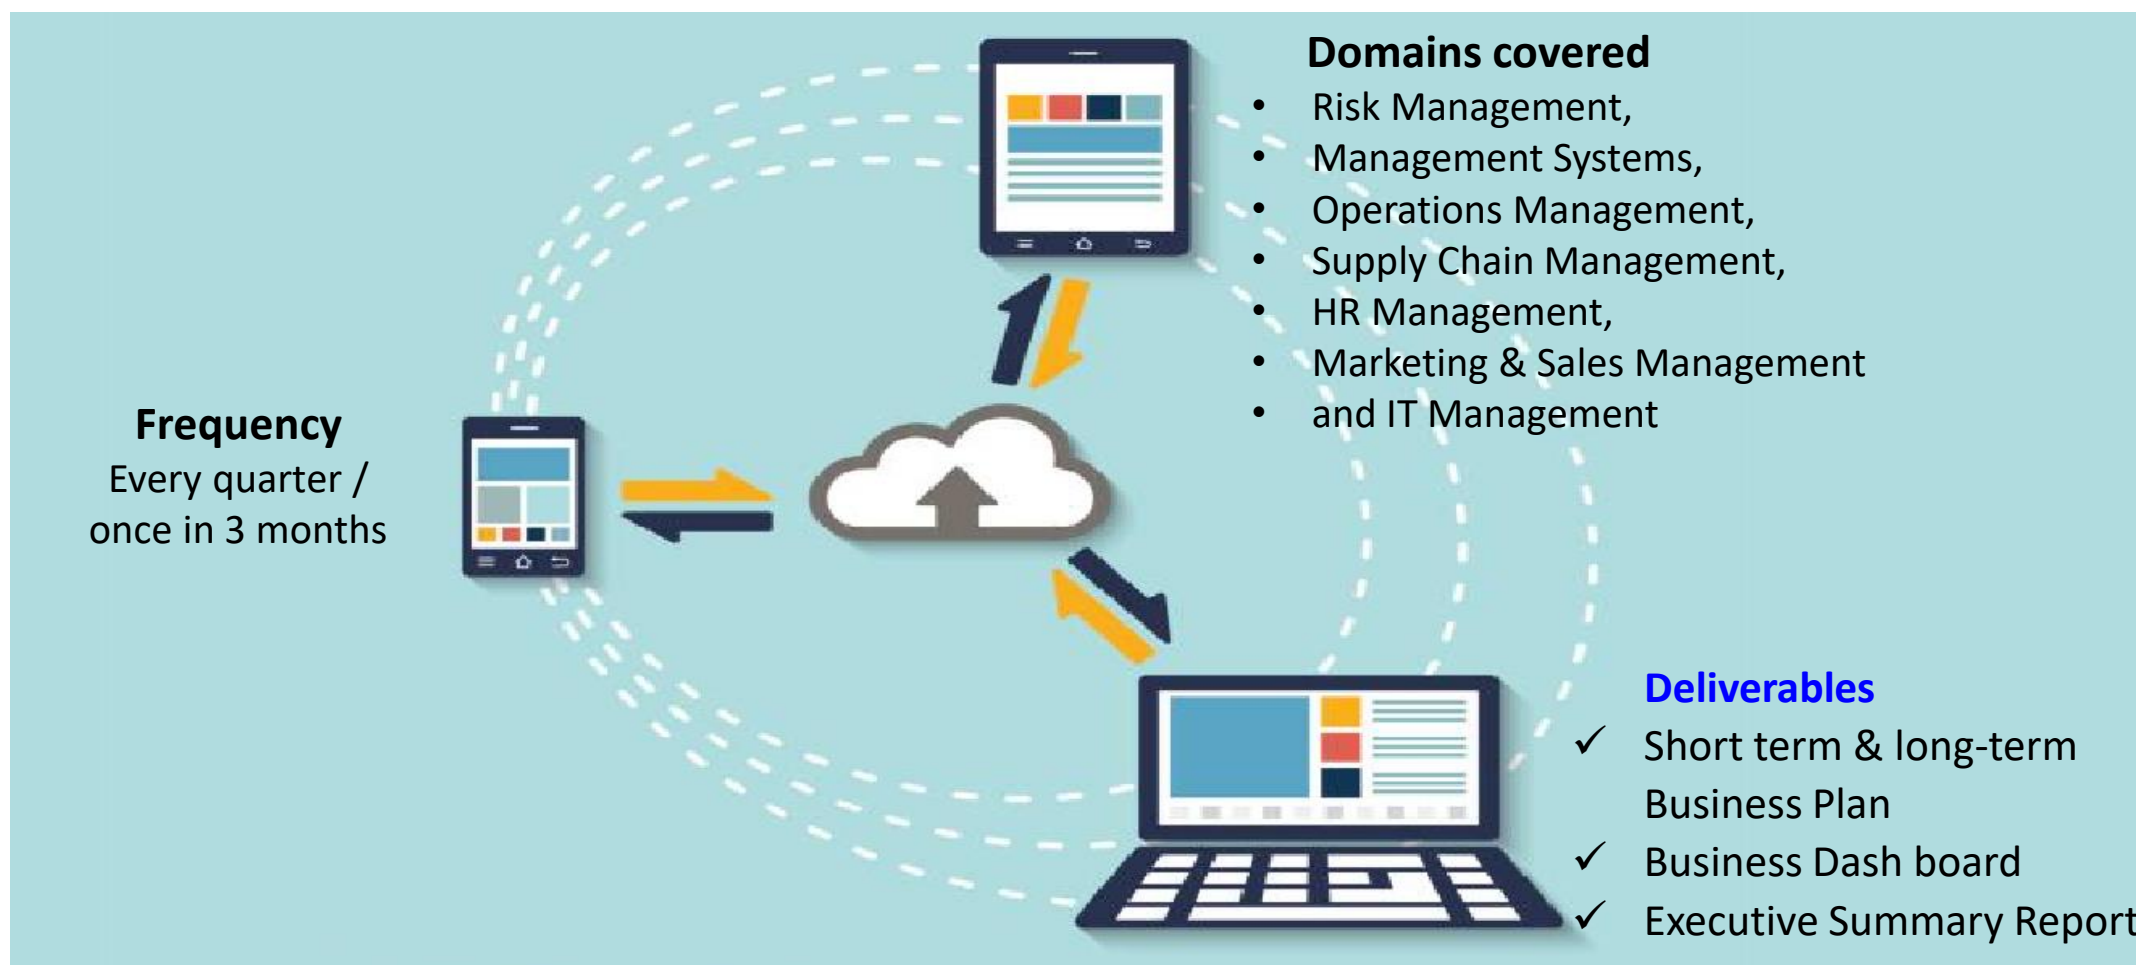 Domains covered
• Risk Management,
• Management Systems,
• Operations Management,
• Supply Chain Management,
• HR Management,
• Marketing & Sales Management
• and IT Management
Frequency
Every quarter /
once in 3 months
Deliverables
✓ Short term & long-term
Business Plan
✓ Business Dash board
✓ Executive Summary Report